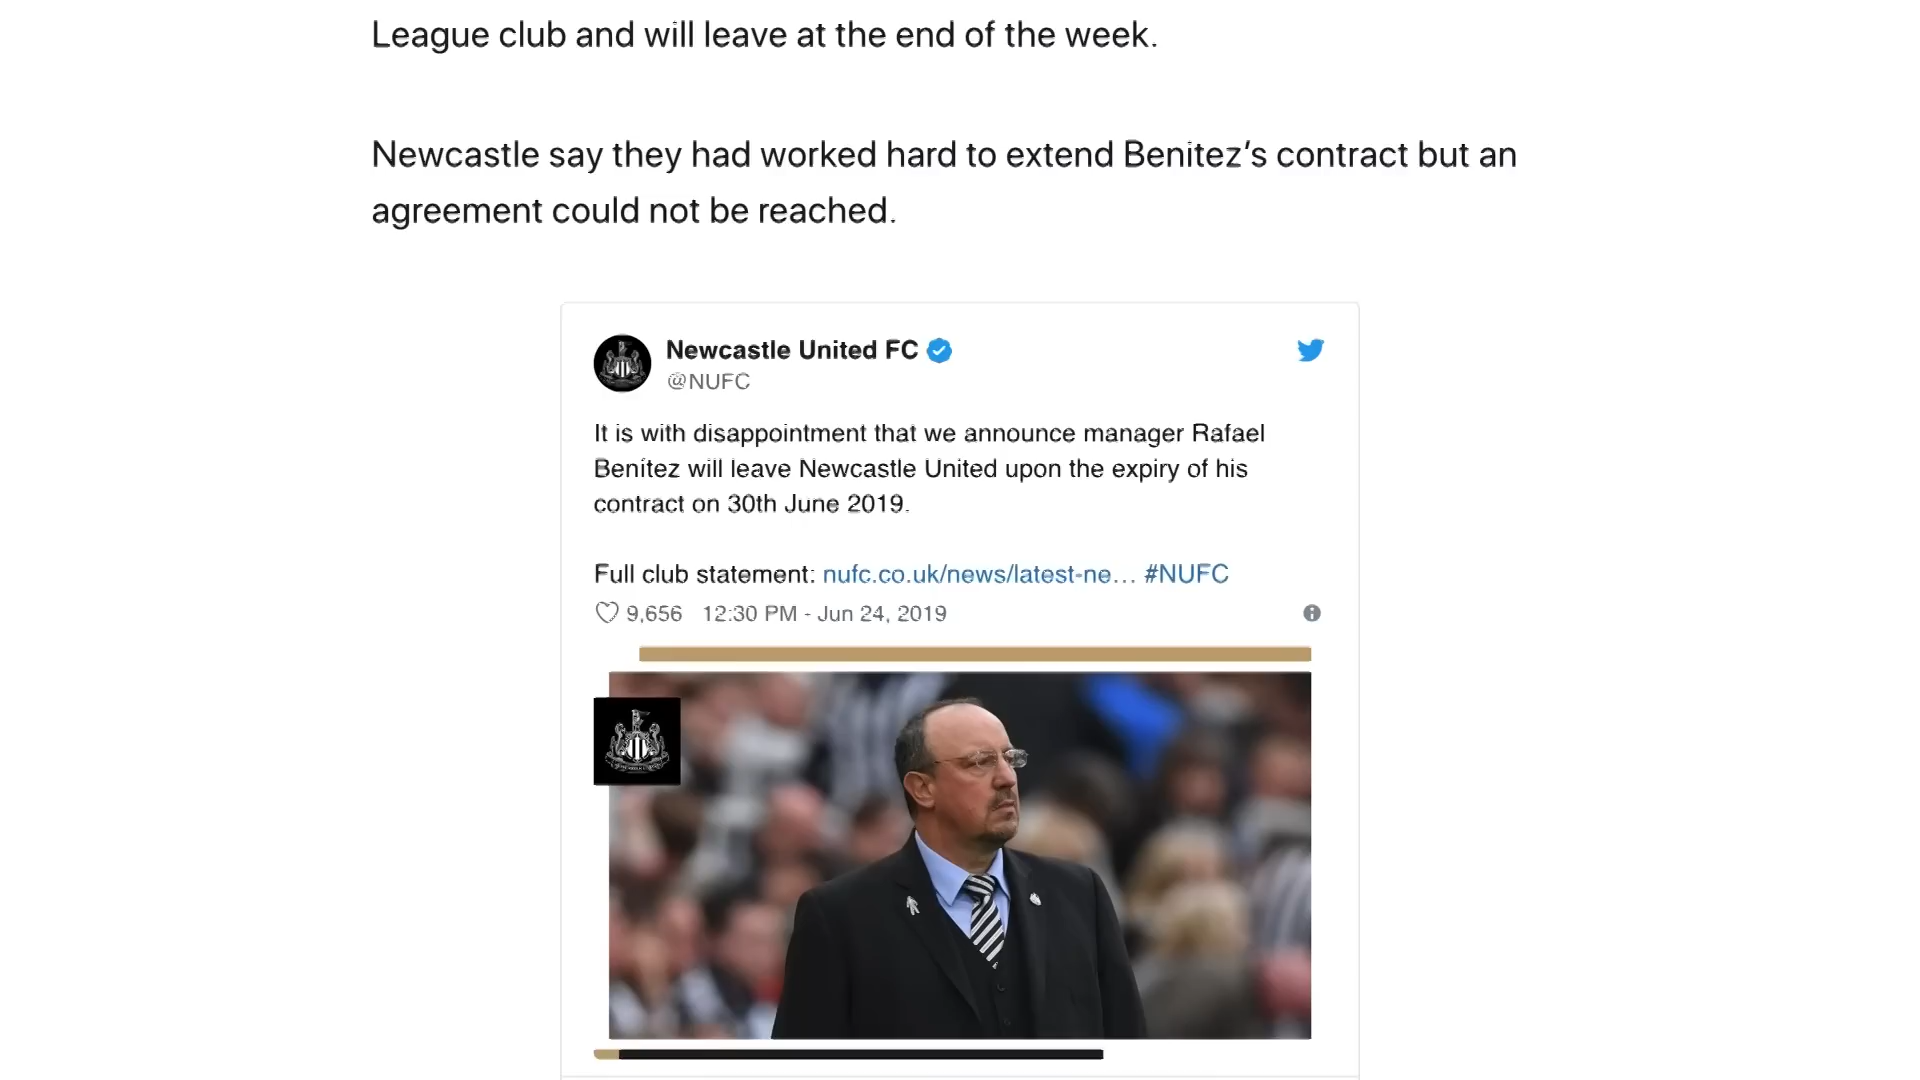 League club and will leave at the end of the week.
Newcastle say they had worked hard to extend Benitez’s contract but an
agreement could not be reached.
Newcastle United FC
@NUFC
It is with disappointment that we announce manager Rafael
Benítez will leave Newcastle United upon the expiry of his
contract on 30th June 2019.
Full club statement: nufc.co.uk/news/latest-ne… #NUFC
9,656 12:30 PM - Jun 24, 2019